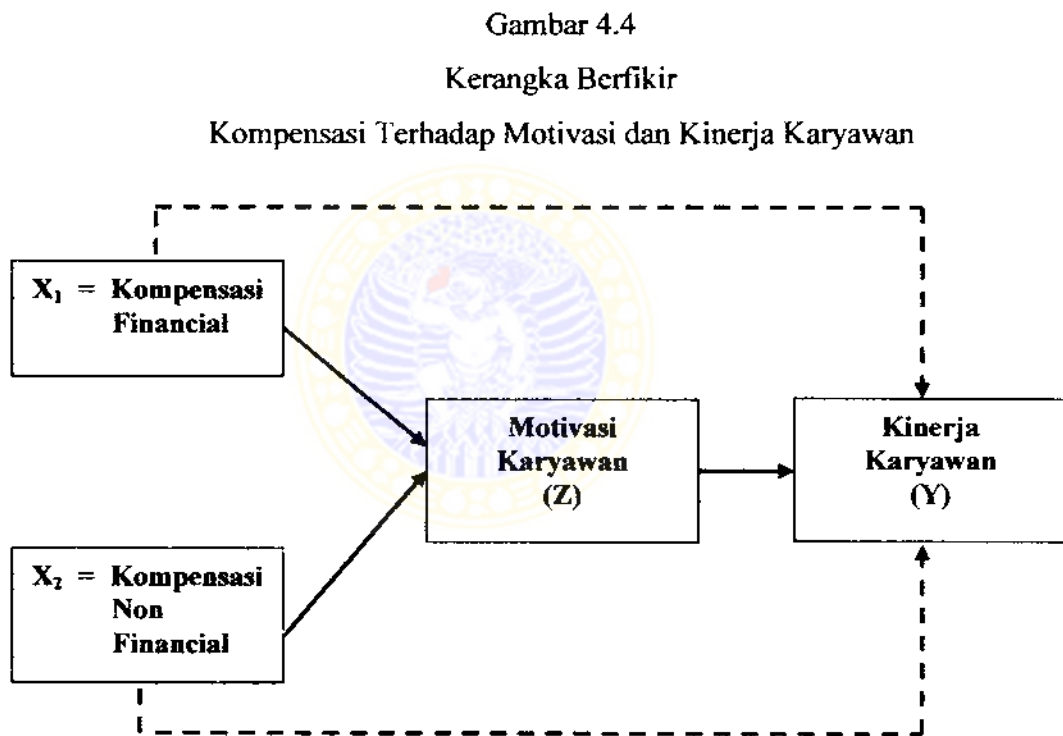 Gambar 4.4
Kerangka Berfikir
Kompensasi Terhadap Motivasi dan Kinerja Karyawan
X₁ = Kompensasi
Financial
Motivasi
Karyawan
(Z)
Kinerja
Karyawan
(Y)
X₂ = Kompensasi
Non
Financial